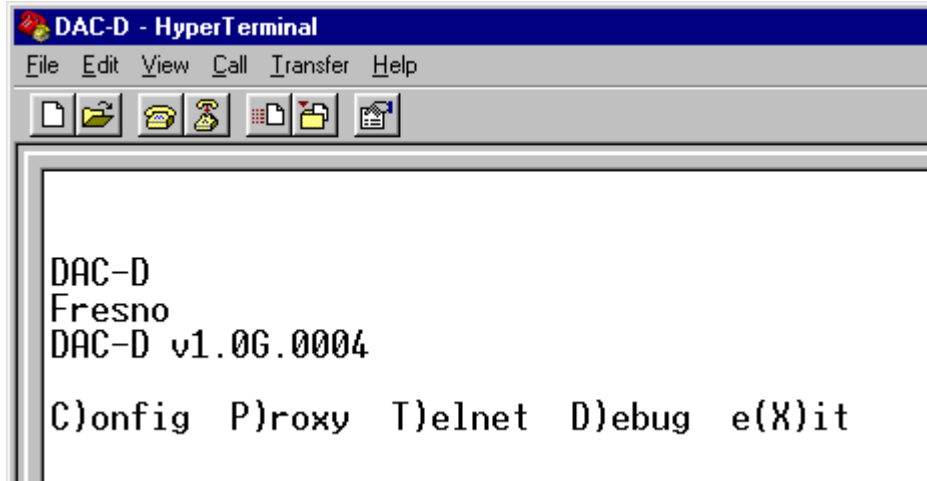 DAC-D - HyperTerminal
File Edit View Call Transfer Help
DAC-D
Fresno
DAC-D v1.0G.0004
C)onfig P)roxy T)elnet D)ebug e(X)it